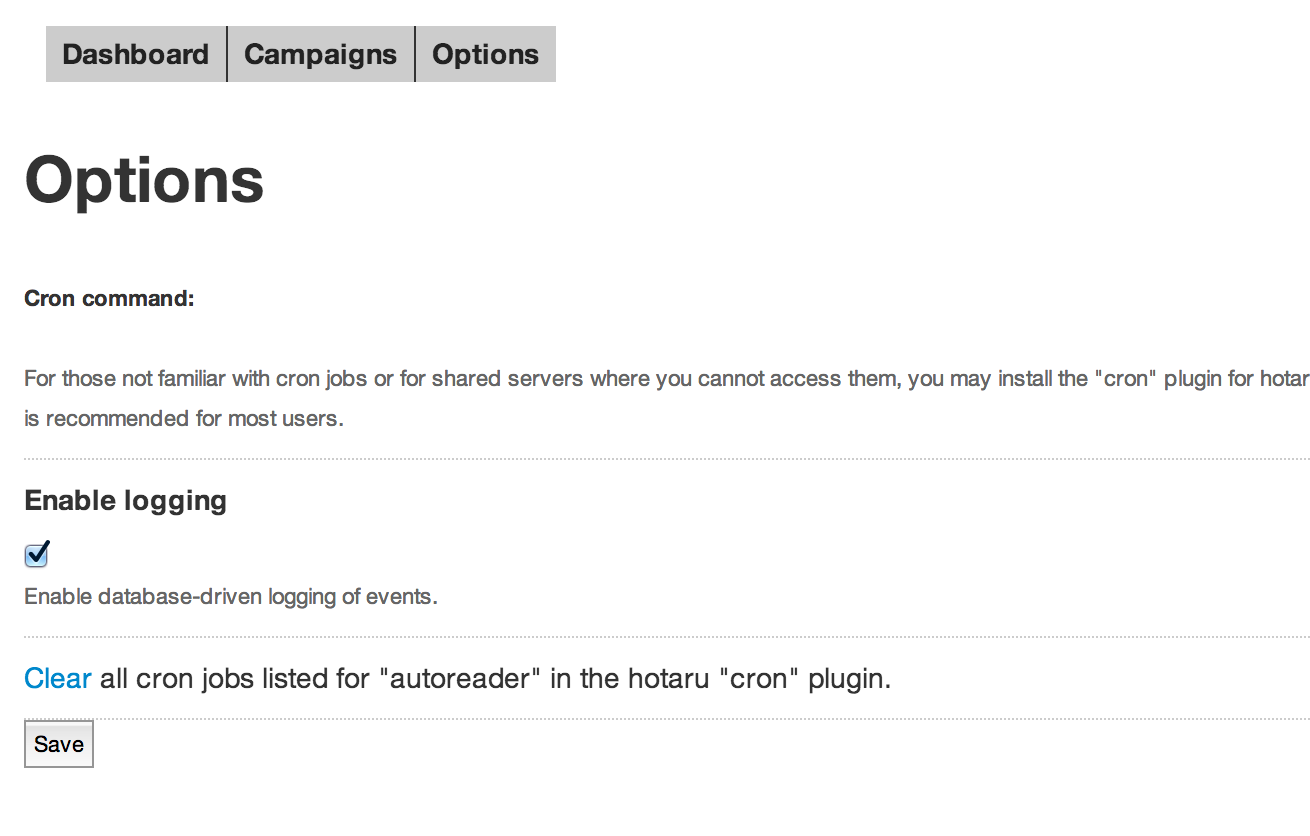 Dashboard Campaigns Options
Options
Cron command:
For those not familiar with cron jobs or for shared servers where you cannot access them, you may install the "cron" plugin for hotar
is recommended for most users.
Enable logging
Enable database-driven logging of events.
Clear all cron jobs listed for "autoreader" in the hotaru "cron" plugin.
Save